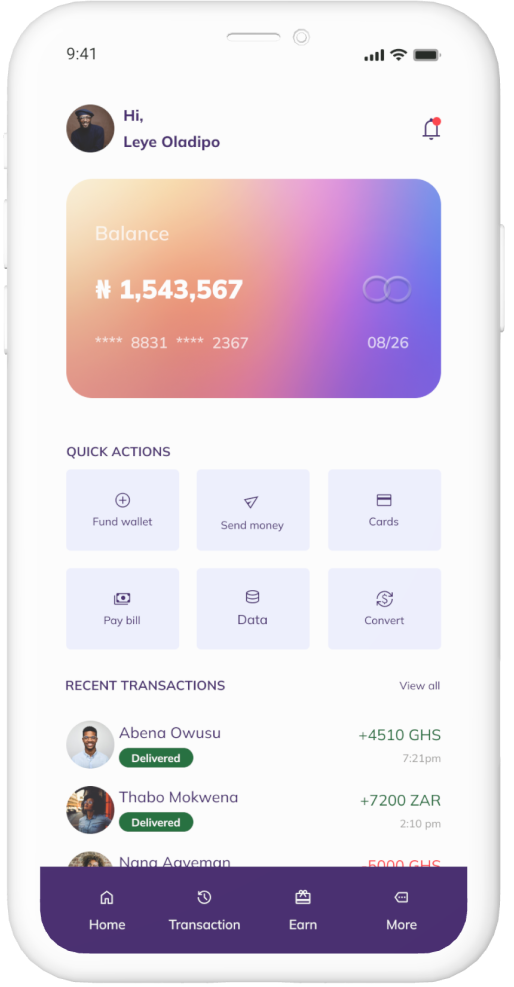 9:41
Hi,
Leye Oladipo
Balance
₦ 1,543,567
**** 8831 **** 2367
08/26
QUICK ACTIONS
Fund wallet
Send money
Cards
Pay bill
Data
Convert
RECENT TRANSACTIONS
View all
Abena Owusu
+4510 GHS
Delivered
7:21pm
Thabo Mokwena
+7200 ZAR
Delivered
2:10 pm
Nana Agyeman
-5000 GHS
Home
Transaction
Earn
More